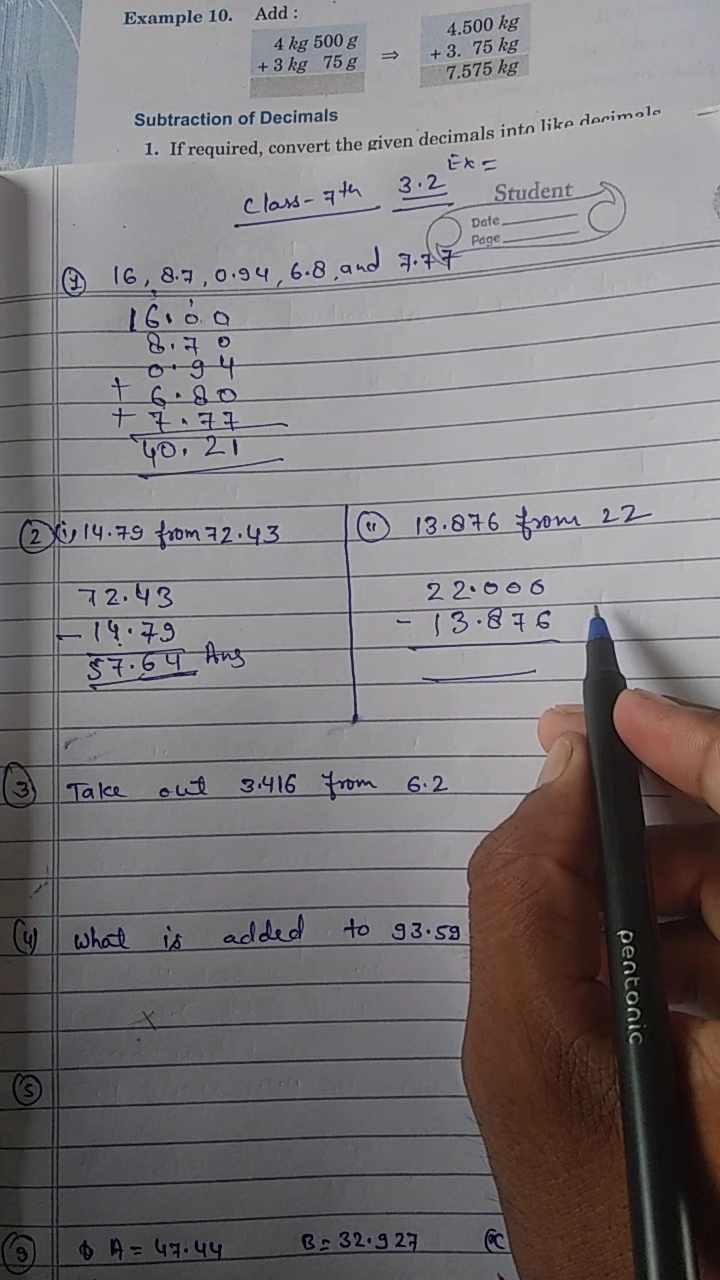 Example 10. Add :
4 kg 500 g
+ 3 kg 75 g
⇒
4.500 kg
+ 3. 75 kg
7.575 kg
Subtraction of Decimals
1. If required, convert the given decimals into like decimals
Class - 7th 3.2 Ex =
Student
Date
Page
① 16, 8.7, 0.94, 6.8, and 7.77
16.00
8.70
0.94
+ 6.80
+ 7.77
40.21
② (i) 14.79 from 72.43
72.43
- 14.79
57.64 Ans
(ii) 13.876 from 22
22.000
- 13.876
③ Take out 3.416 from 6.2
④ What is added to 93.59
⑤
⑨ A = 47.44 B = 32.927
pentonic